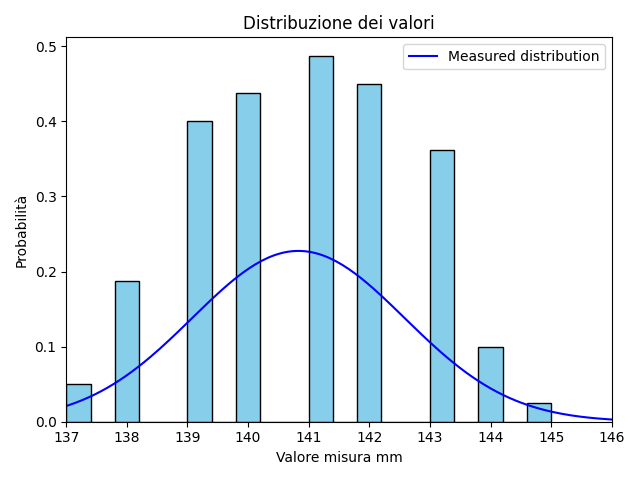 Distribuzione dei valori
Measured distribution
Probabilità
0.5
0.4
0.3
0.2
0.1
0.0
137 138 139 140 141 142 143 144 145 146
Valore misura mm